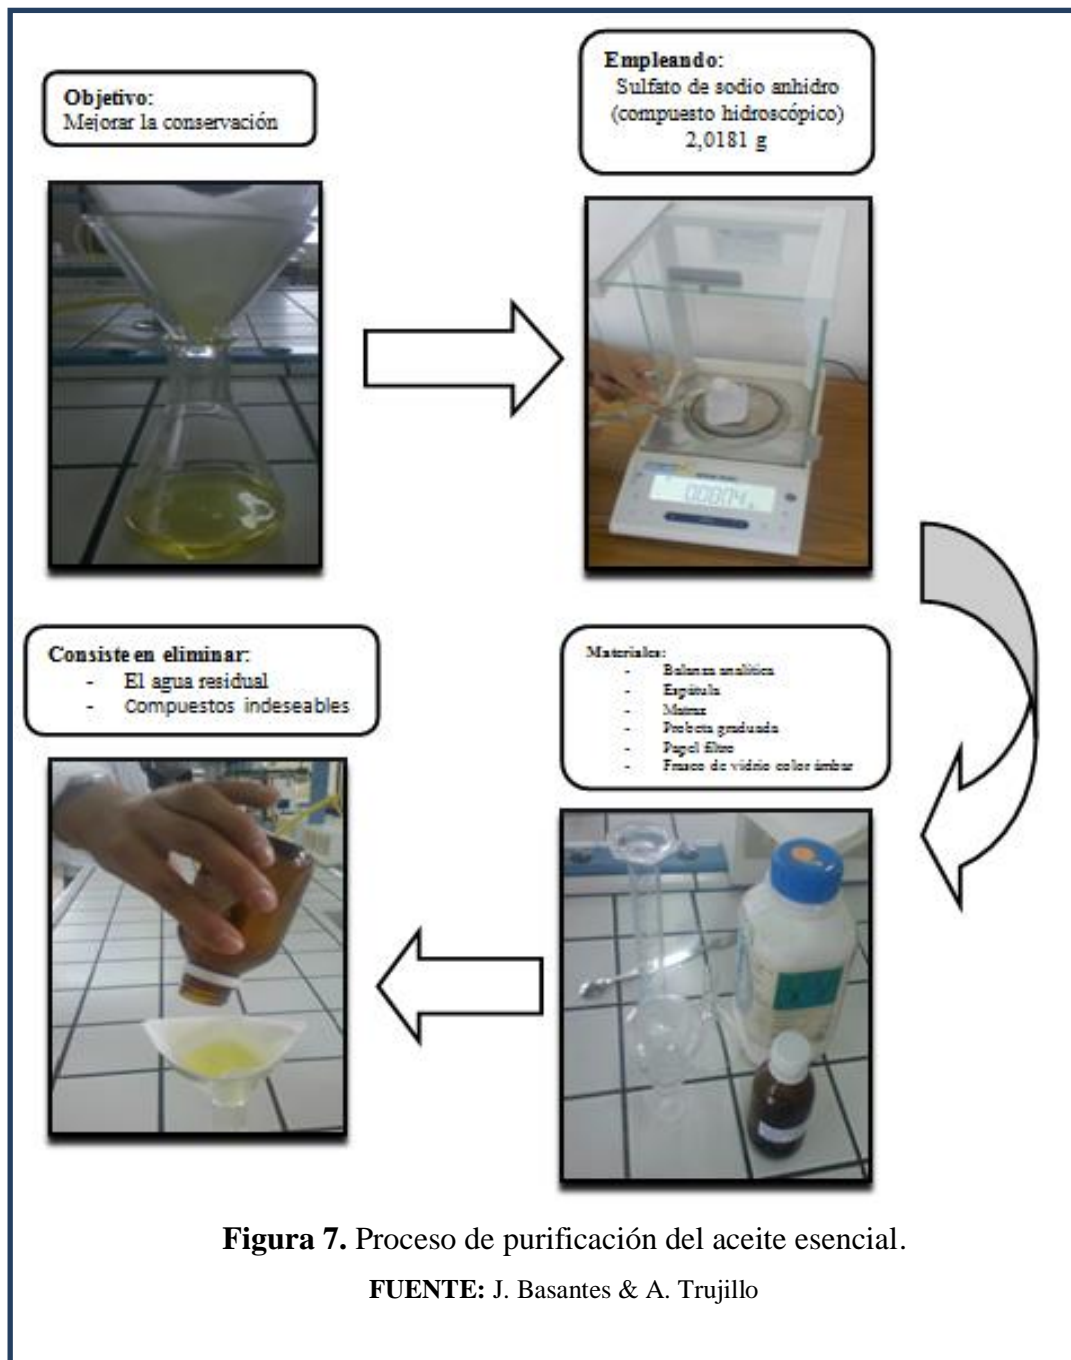 Objetivo:
Mejorar la conservación
Empleando:
Sulfato de sodio anhidro
(compuesto hidroscópico)
2,0181 g
Materiales:
- Balanza analítica
- Espátula
- Matraz
- Probeta graduada
- Papel filtro
- Frasco de vidrio color ámbar
Consiste en eliminar:
- El agua residual
- Compuestos indeseables
Figura 7. Proceso de purificación del aceite esencial.
FUENTE: J. Basantes & A. Trujillo